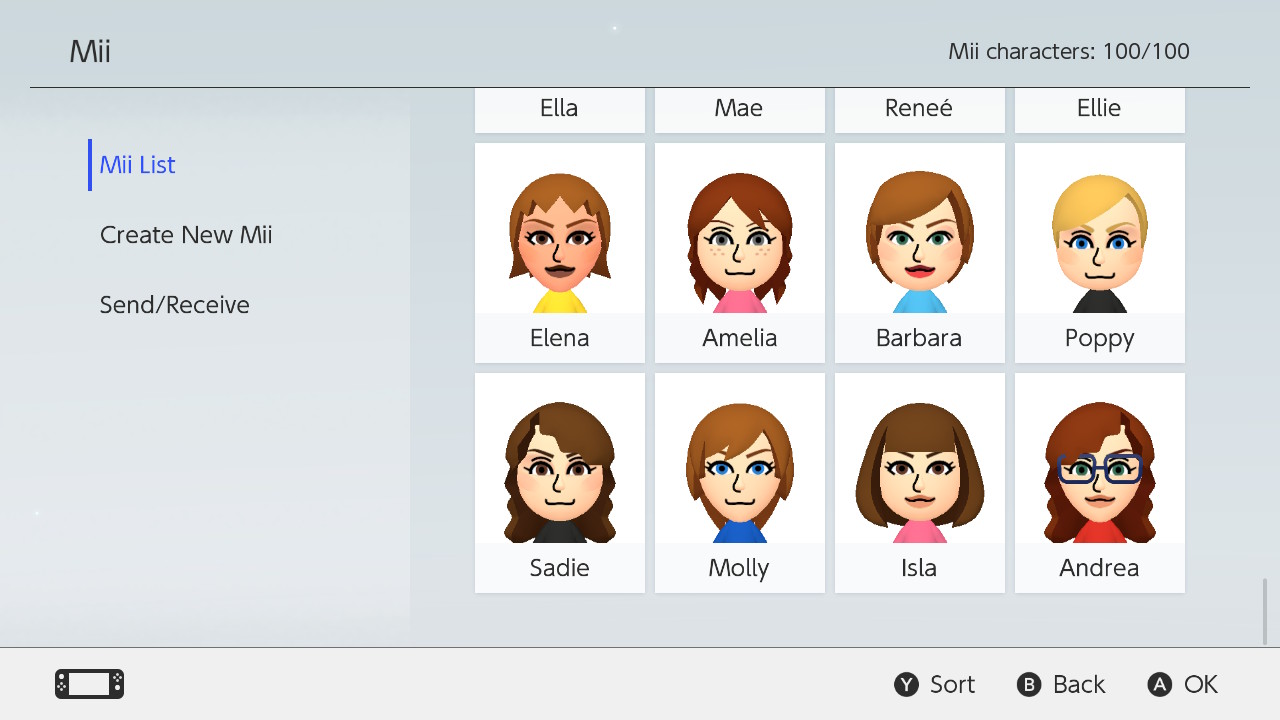 Mii
Mii characters: 100/100
Mii List
Create New Mii
Send/Receive
Ella
Mae
Reneé
Ellie
Elena
Amelia
Barbara
Poppy
Sadie
Molly
Isla
Andrea
Y Sort
B Back
A OK